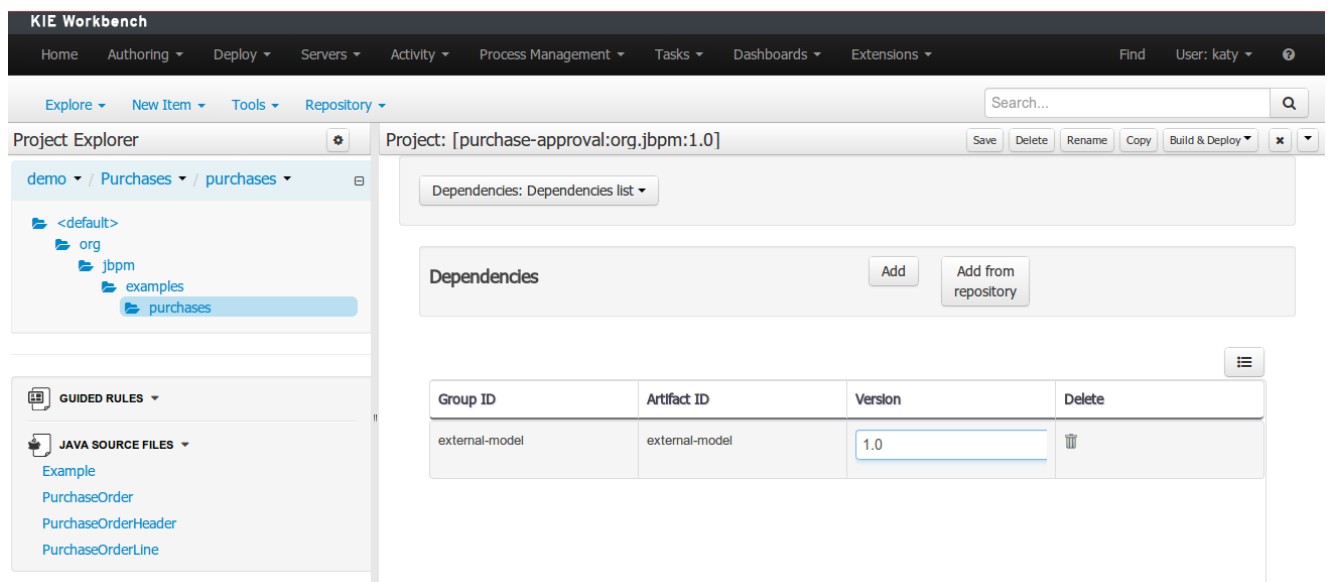 KIE Workbench
Home Authoring Deploy Servers Activity Process Management Tasks Dashboards Extensions Find User: katy ?
Explore New Item Tools Repository Search...
Project Explorer
Project: [purchase-approval:org.jbpm:1.0] Save Delete Rename Copy Build & Deploy
demo / Purchases / purchases
<default>
org
jbpm
examples
purchases
GUIDED RULES
JAVA SOURCE FILES
Example
PurchaseOrder
PurchaseOrderHeader
PurchaseOrderLine
Dependencies: Dependencies list
Dependencies Add Add from
repository
Group ID Artifact ID Version Delete
external-model external-model 1.0